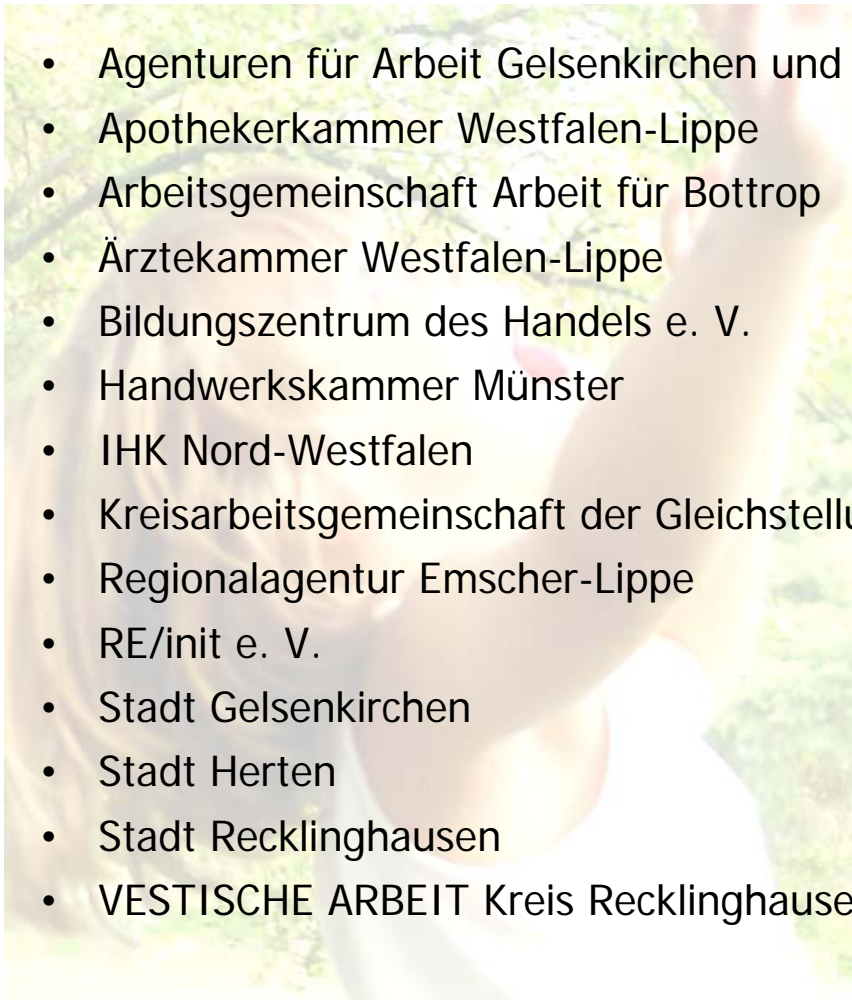 • Agenturen für Arbeit Gelsenkirchen und
• Apothekerkammer Westfalen-Lippe
• Arbeitsgemeinschaft Arbeit für Bottrop
• Ärztekammer Westfalen-Lippe
• Bildungszentrum des Handels e. V.
• Handwerkskammer Münster
• IHK Nord-Westfalen
• Kreisarbeitsgemeinschaft der
• Regionalagentur Emscher-Lippe
• RE/init e. V.
• Stadt Gelsenkirchen
• Stadt Herten
• Stadt Recklinghausen
• VESTISCHE ARBEIT Kreis